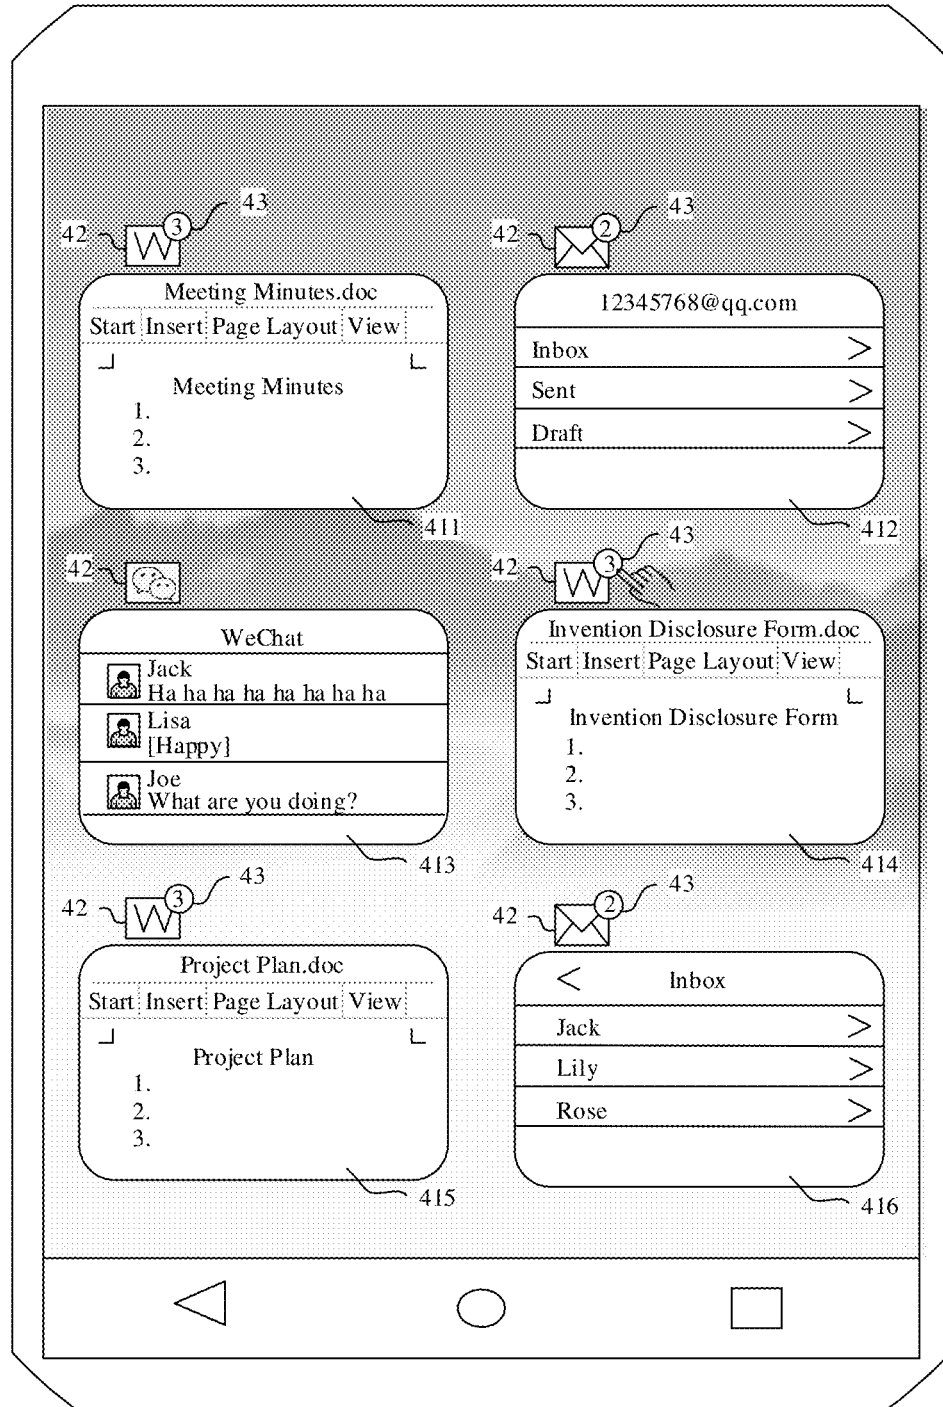 43
42 W 3
Meeting Minutes.doc
Start Insert Page Layout View
Meeting Minutes
1.
2.
3.
411
43
42 2
12345768@qq.com
Inbox >
Sent >
Draft >
412
42
WeChat
Jack
Ha ha ha ha ha ha ha ha
Lisa
[Happy]
Joe
What are you doing?
413
43
42 W 3
Invention Disclosure Form.doc
Start Insert Page Layout View
Invention Disclosure Form
1.
2.
3.
414
43
42 W 3
Project Plan.doc
Start Insert Page Layout View
Project Plan
1.
2.
3.
415
43
42 2
< Inbox
Jack >
Lily >
Rose >
416